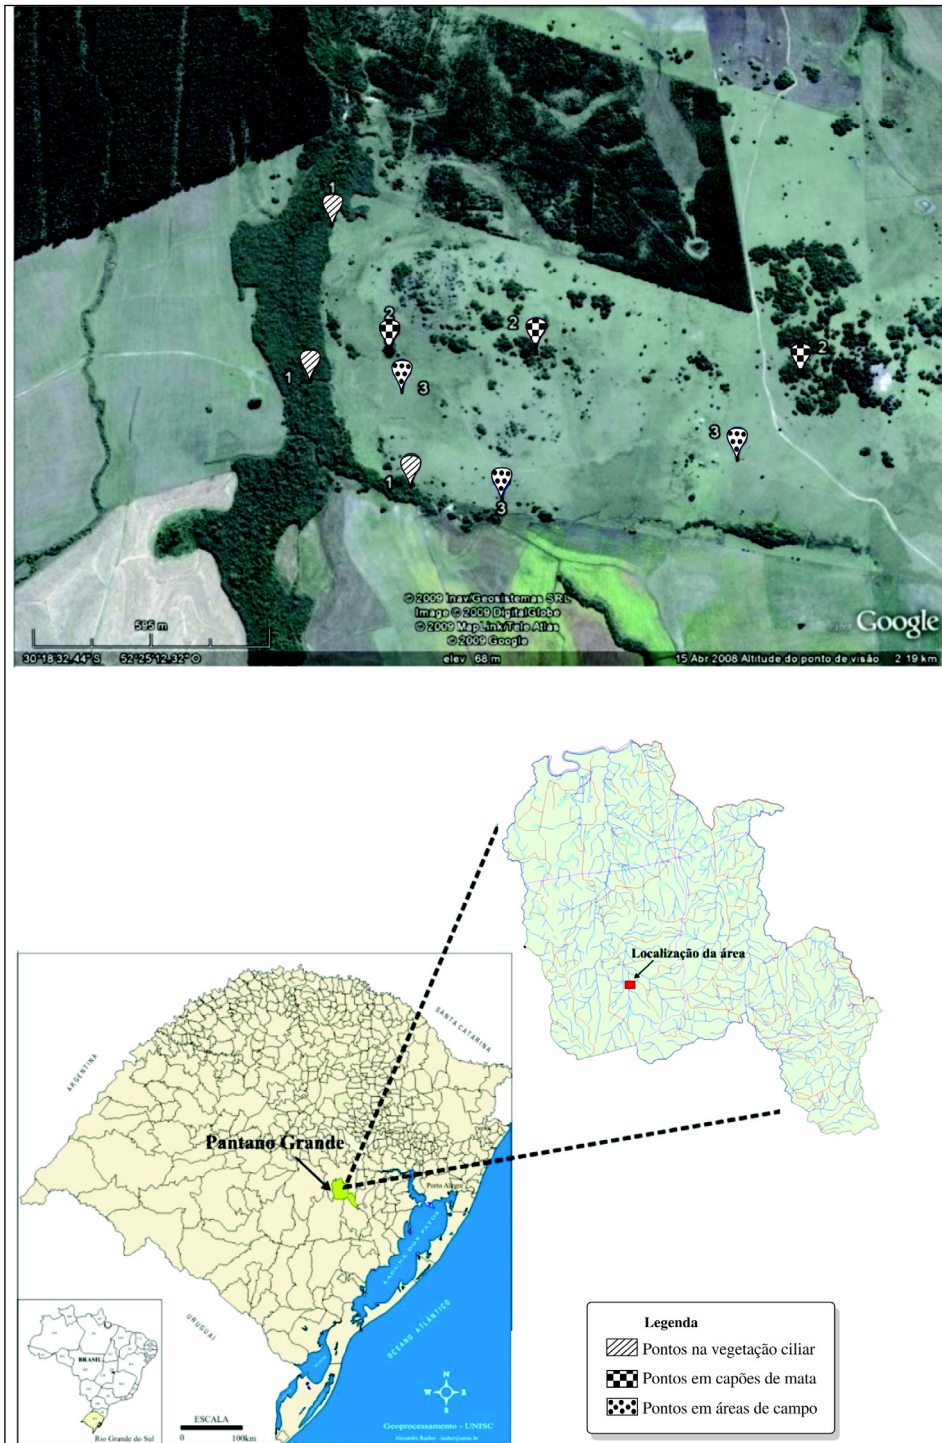 1
2
2
2
1
3
3
1
3
© 2009 Inav/Geosistemas SRL
Image © 2009 DigitalGlobe
© 2009 MapLink/Tele Atlas
© 2009 Google
Google
595 m
30°18'32.44"S 52°25'12.32"O
elev 68 m
15 Abr 2008 Altitude do ponto de visão 2.19 km
Localização da área
SANTA CATARINA
ARGENTINA
Pantano Grande
Porto Alegre
LAGUNA DOS PATOS
OCEANO ATLÂNTICO
URUGUAI
BRASIL
Rio Grande do Sul
ESCALA
0 100km
N
W E
S
Geoprocessamento - UNISC
Legenda
Pontos na vegetação ciliar
Pontos em capões de mata
Pontos em áreas de campo